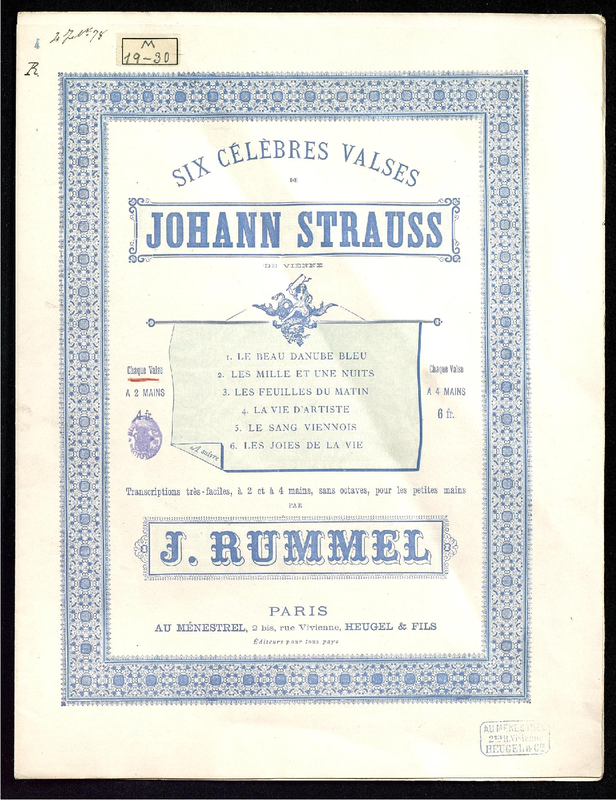 M
19-30
R
SIX CÉLÈBRES VALSES
DE
JOHANN STRAUSS
DE VIENNE
1. LE BEAU DANUBE BLEU
2. LES MILLE ET UNE NUITS
3. LES FEUILLES DU MATIN
4. LA VIE D'ARTISTE
5. LE SANG VIENNOIS
6. LES JOIES DE LA VIE
Chaque Valse
A 2 MAINS
4 fr.
Chaque Valse
A 4 MAINS
6 fr.
Transcriptions très-faciles, à 2 et à 4 mains, sans octaves, pour les petites mains
PAR
J. RUMMEL
PARIS
AU MÉNESTREL, 2 bis, rue Vivienne, HEUGEL & FILS
Éditeurs pour tous pays
AU MÉNESTREL
2bis R. Vivienne
HEUGEL & Cie